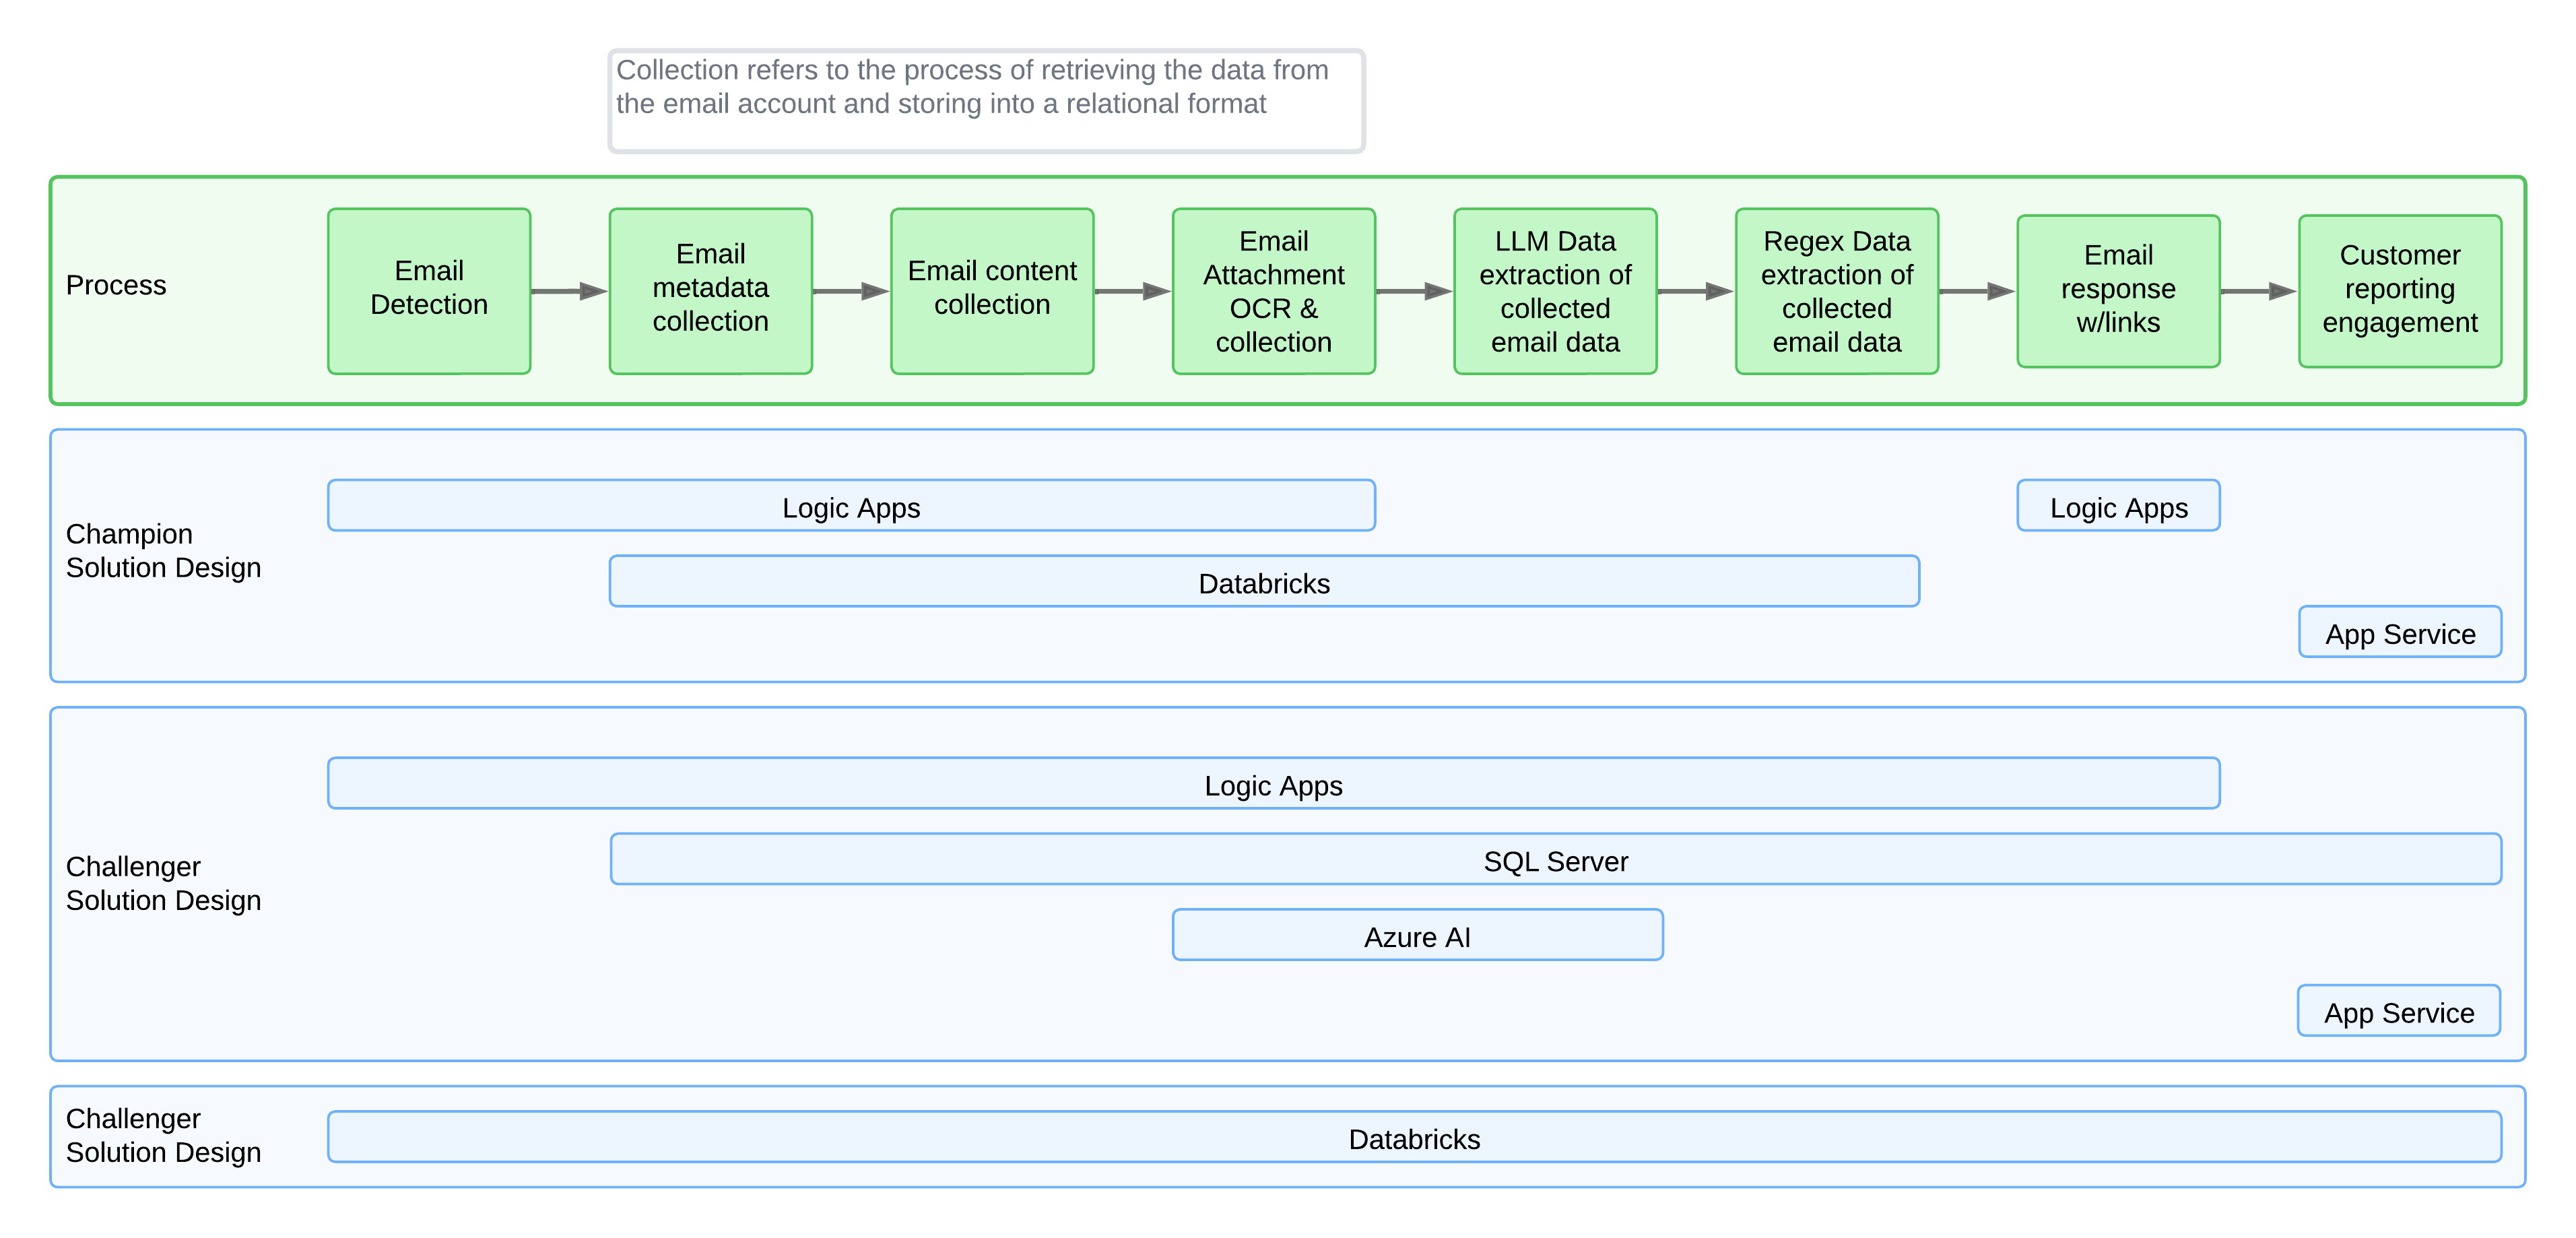 Collection refers to the process of retrieving the data from
the email account and storing into a relational format
Process
Email
Detection
Email
metadata
collection
Email content
collection
Email
Attachment
OCR &
collection
LLM Data
extraction of
collected
email data
Regex Data
extraction of
collected
email data
Email
response
w/links
Customer
reporting
engagement
Champion
Solution Design
Logic Apps
Logic Apps
Databricks
App Service
Challenger
Solution Design
Logic Apps
SQL Server
Azure AI
App Service
Challenger
Solution Design
Databricks